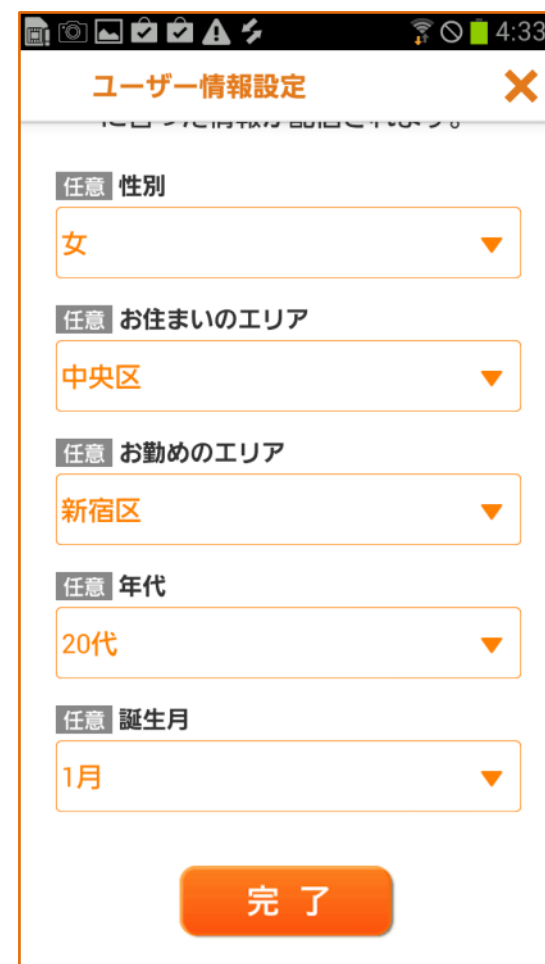 4:33
ユーザー情報設定
任意 性別
女
任意 お住まいのエリア
中央区
任意 お勤めのエリア
新宿区
任意 年代
20代
任意 誕生月
1月
完了